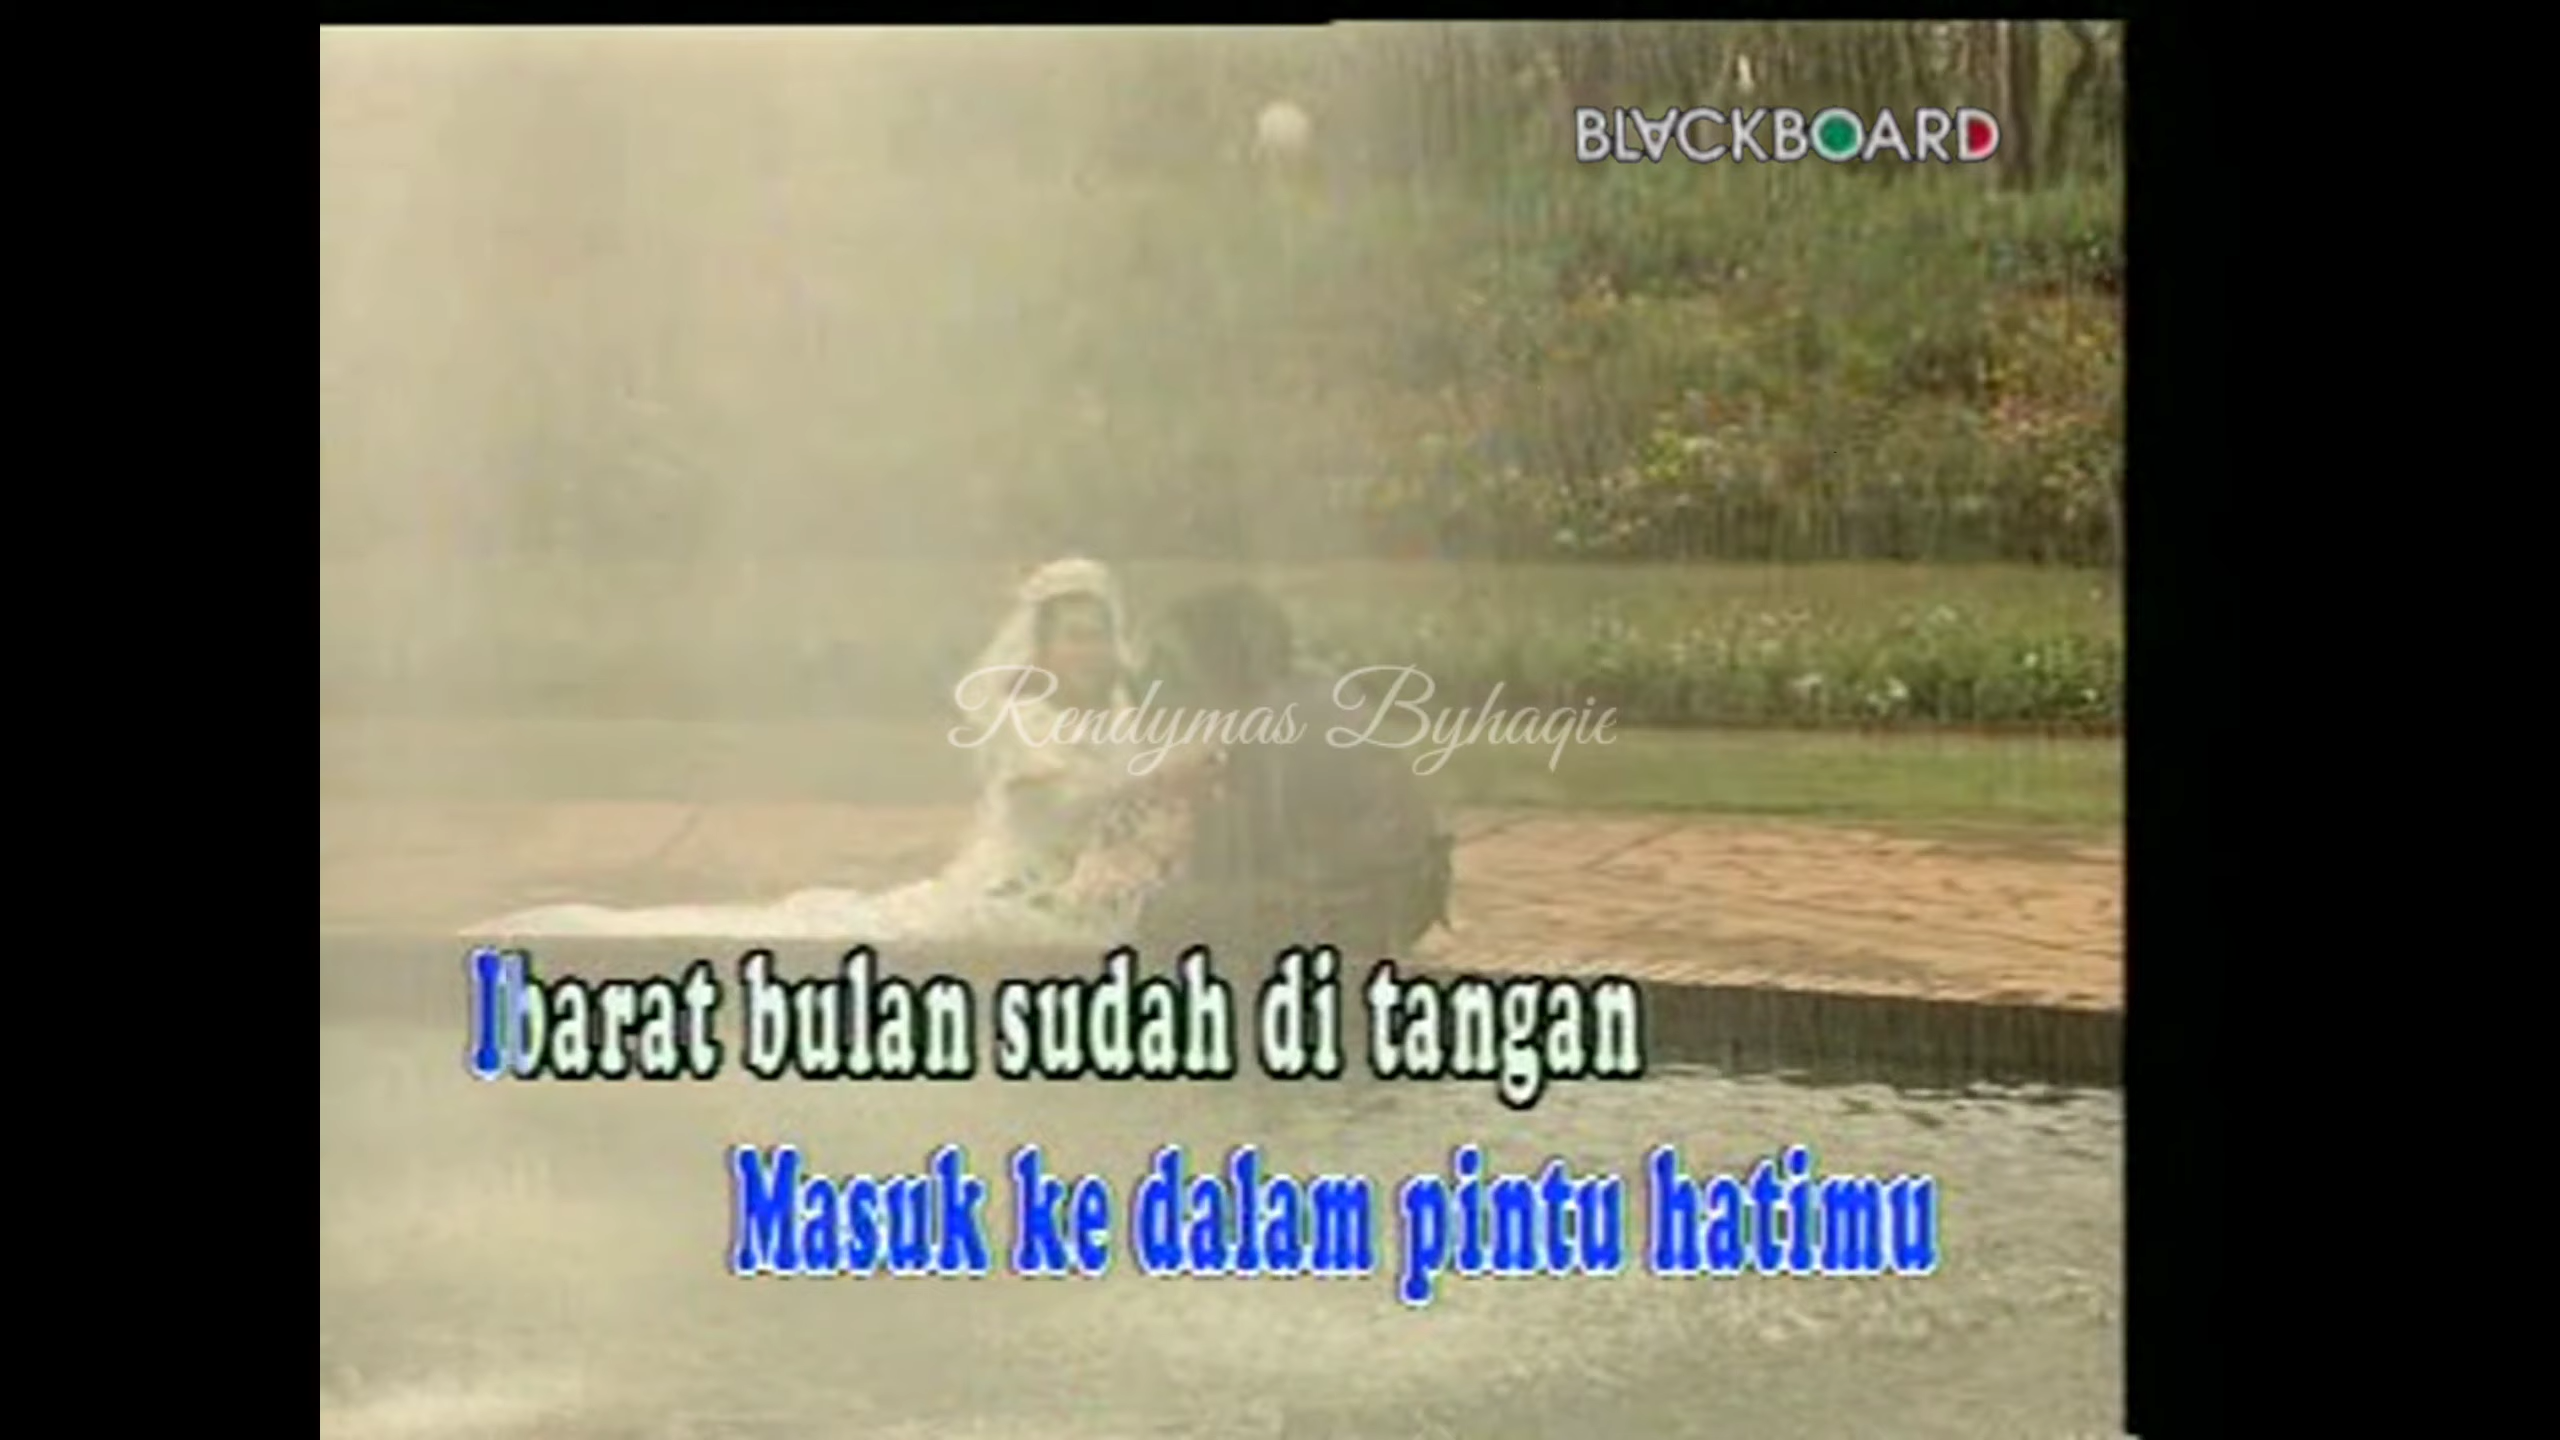 BLACKBOARD
Rendymas Byhaqie
Ibarat bulan sudah di tangan
Masuk ke dalam pintu hatimu